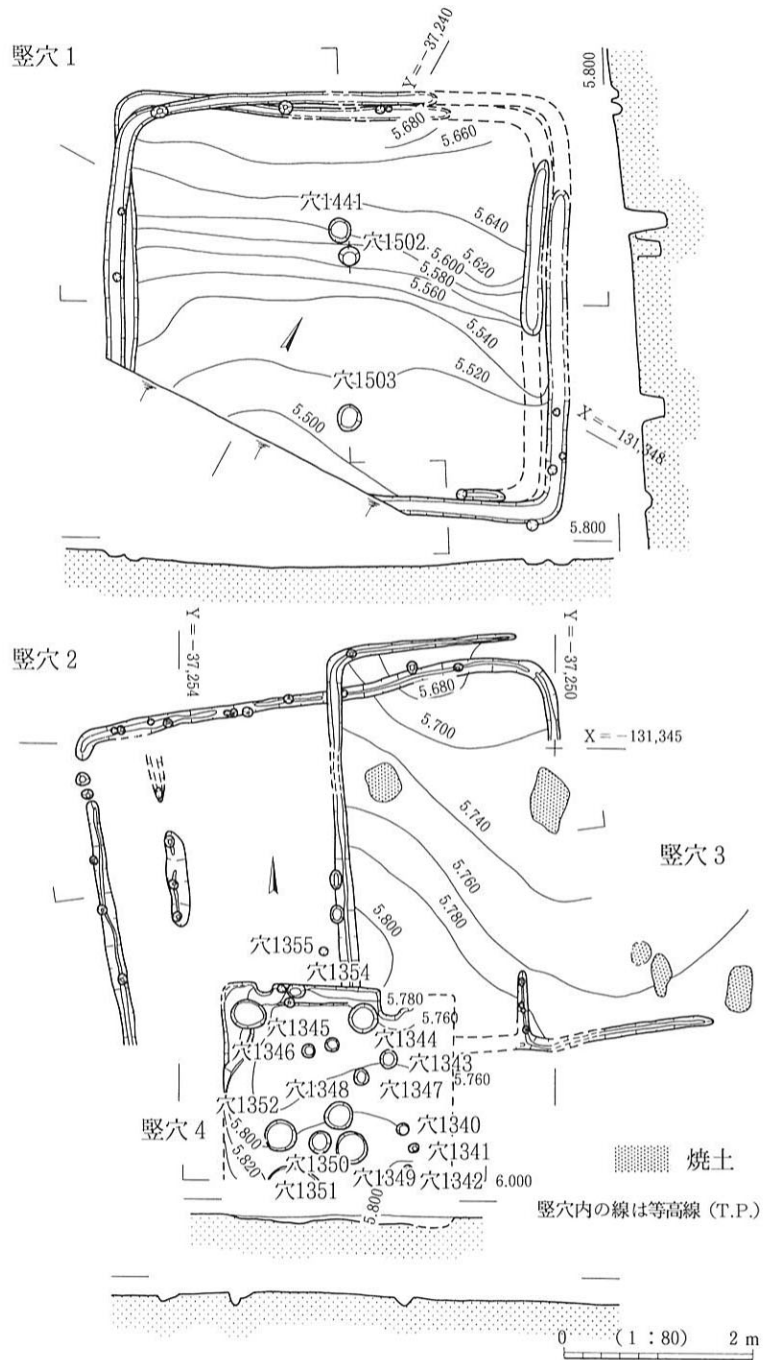 竪穴 1
Y = −37,240
5.800
5.680
5.660
穴1441
5.640
穴1502
5.620
5.600
5.580
5.560
5.540
5.520
穴1503
5.500
X = −131,348
5.800
竪穴 2
Y = −37,254
Y = −37,250
5.680
5.700
X = −131,345
5.740
竪穴 3
5.760
5.780
5.800
穴1355
穴1354
5.780
5.760
穴1345
穴1344
穴1346
穴1343
穴1348
穴1347
5.760
穴1352
竪穴 4
5.800
穴1340
5.820
穴1350
穴1341
焼土
穴1351
穴1349
穴1342
6.000
5.800
竪穴内の線は等高線 (T.P.)
0 (1:80) 2 m